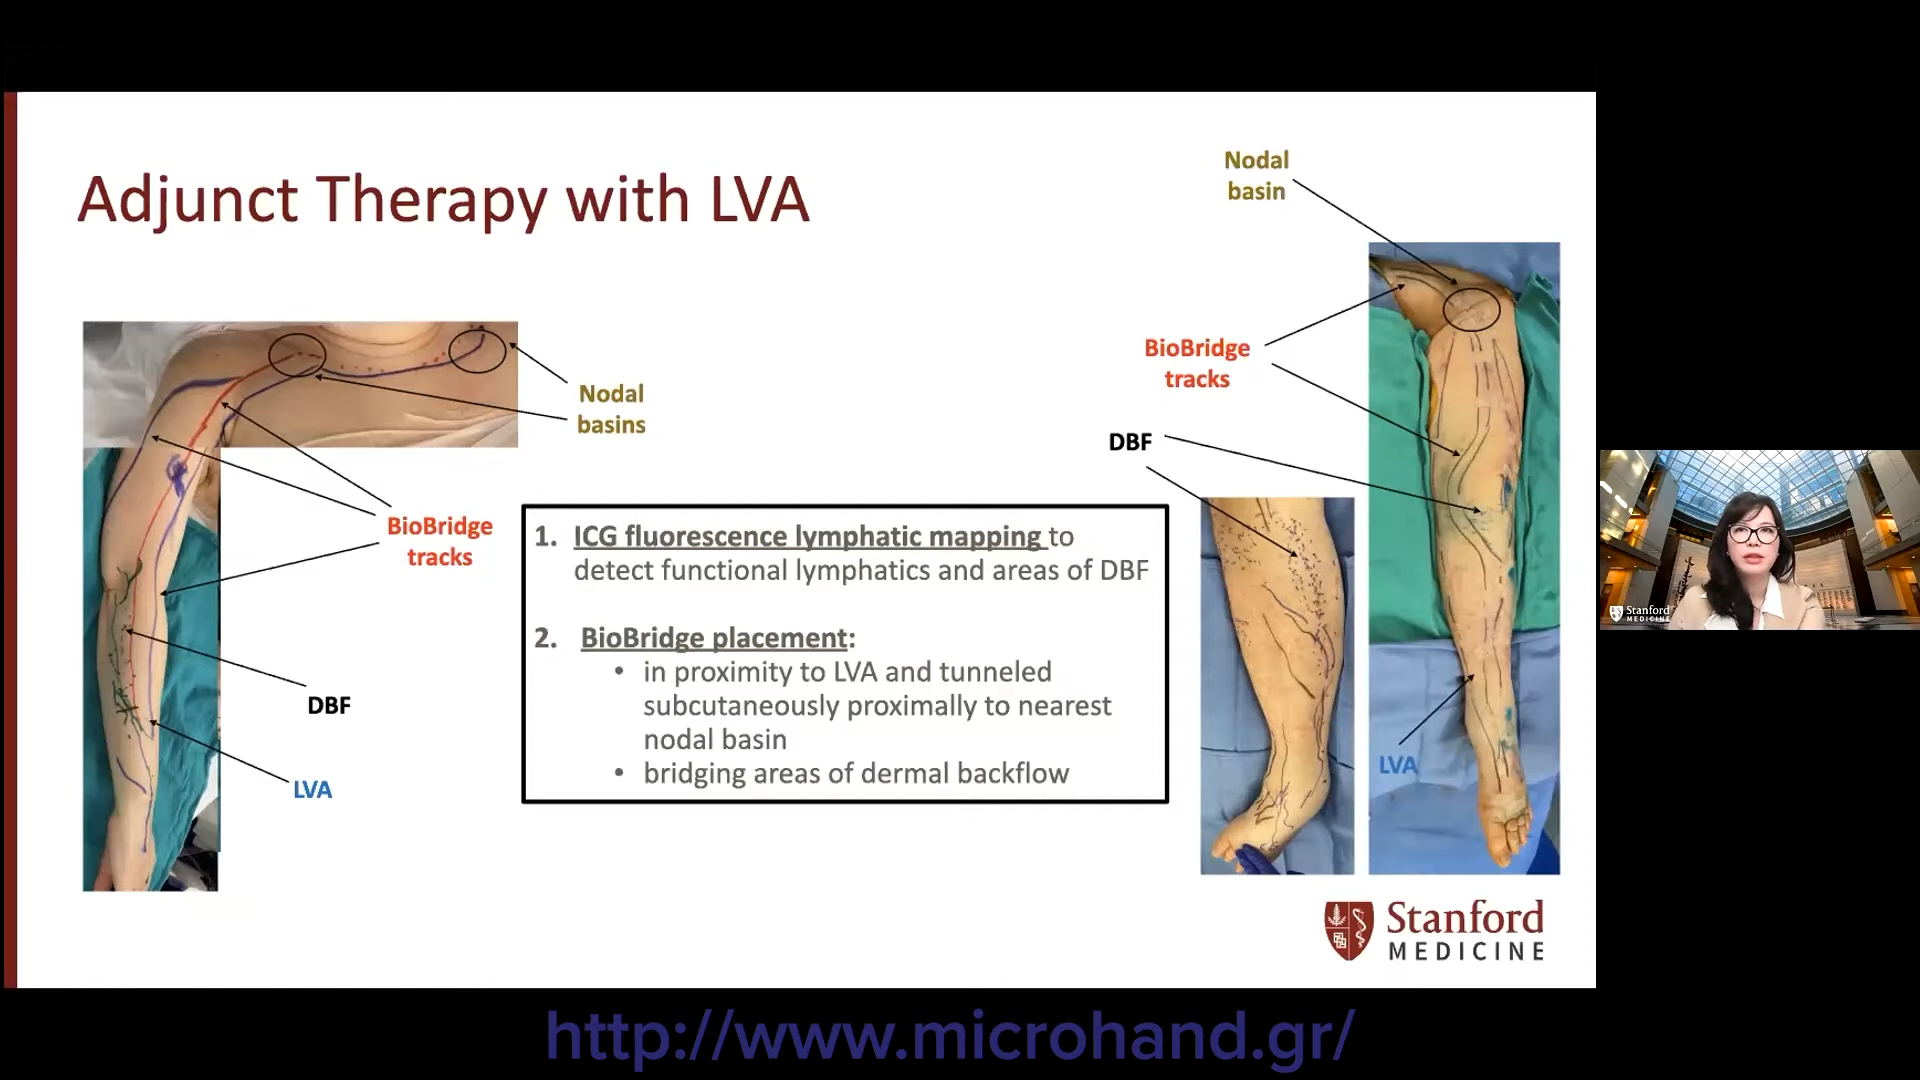 Adjunct Therapy with LVA
Nodal
basins
BioBridge
tracks
DBF
LVA
1. ICG fluorescence lymphatic mapping to
detect functional lymphatics and areas of DBF
2. BioBridge placement:
• in proximity to LVA and tunneled
subcutaneously proximally to nearest
nodal basin
• bridging areas of dermal backflow
Nodal
basin
BioBridge
tracks
DBF
LVA
Stanford
MEDICINE
Stanford
MEDICINE
http://www.microhand.gr/